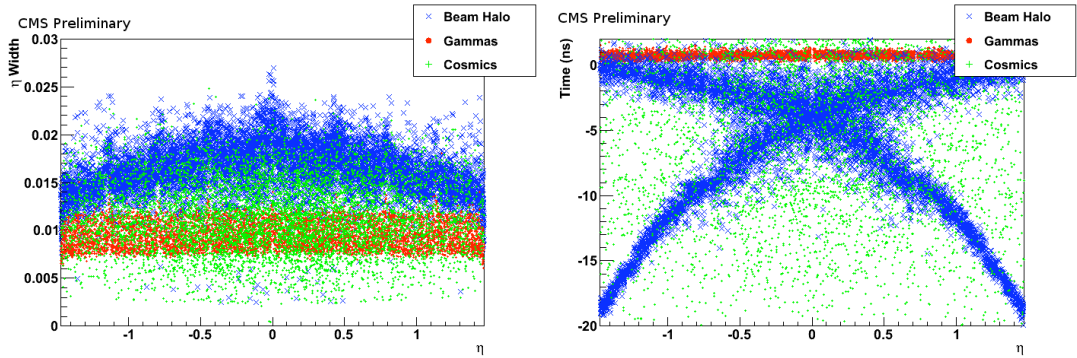 CMS Preliminary
Beam Halo
Gammas
Cosmics
η Width
0.03
0.025
0.02
0.015
0.01
0.005
0
-1
-0.5
0
0.5
1
η
CMS Preliminary
Beam Halo
Gammas
Cosmics
Time (ns)
0
-5
-10
-15
-20
-1
-0.5
0
0.5
1
η